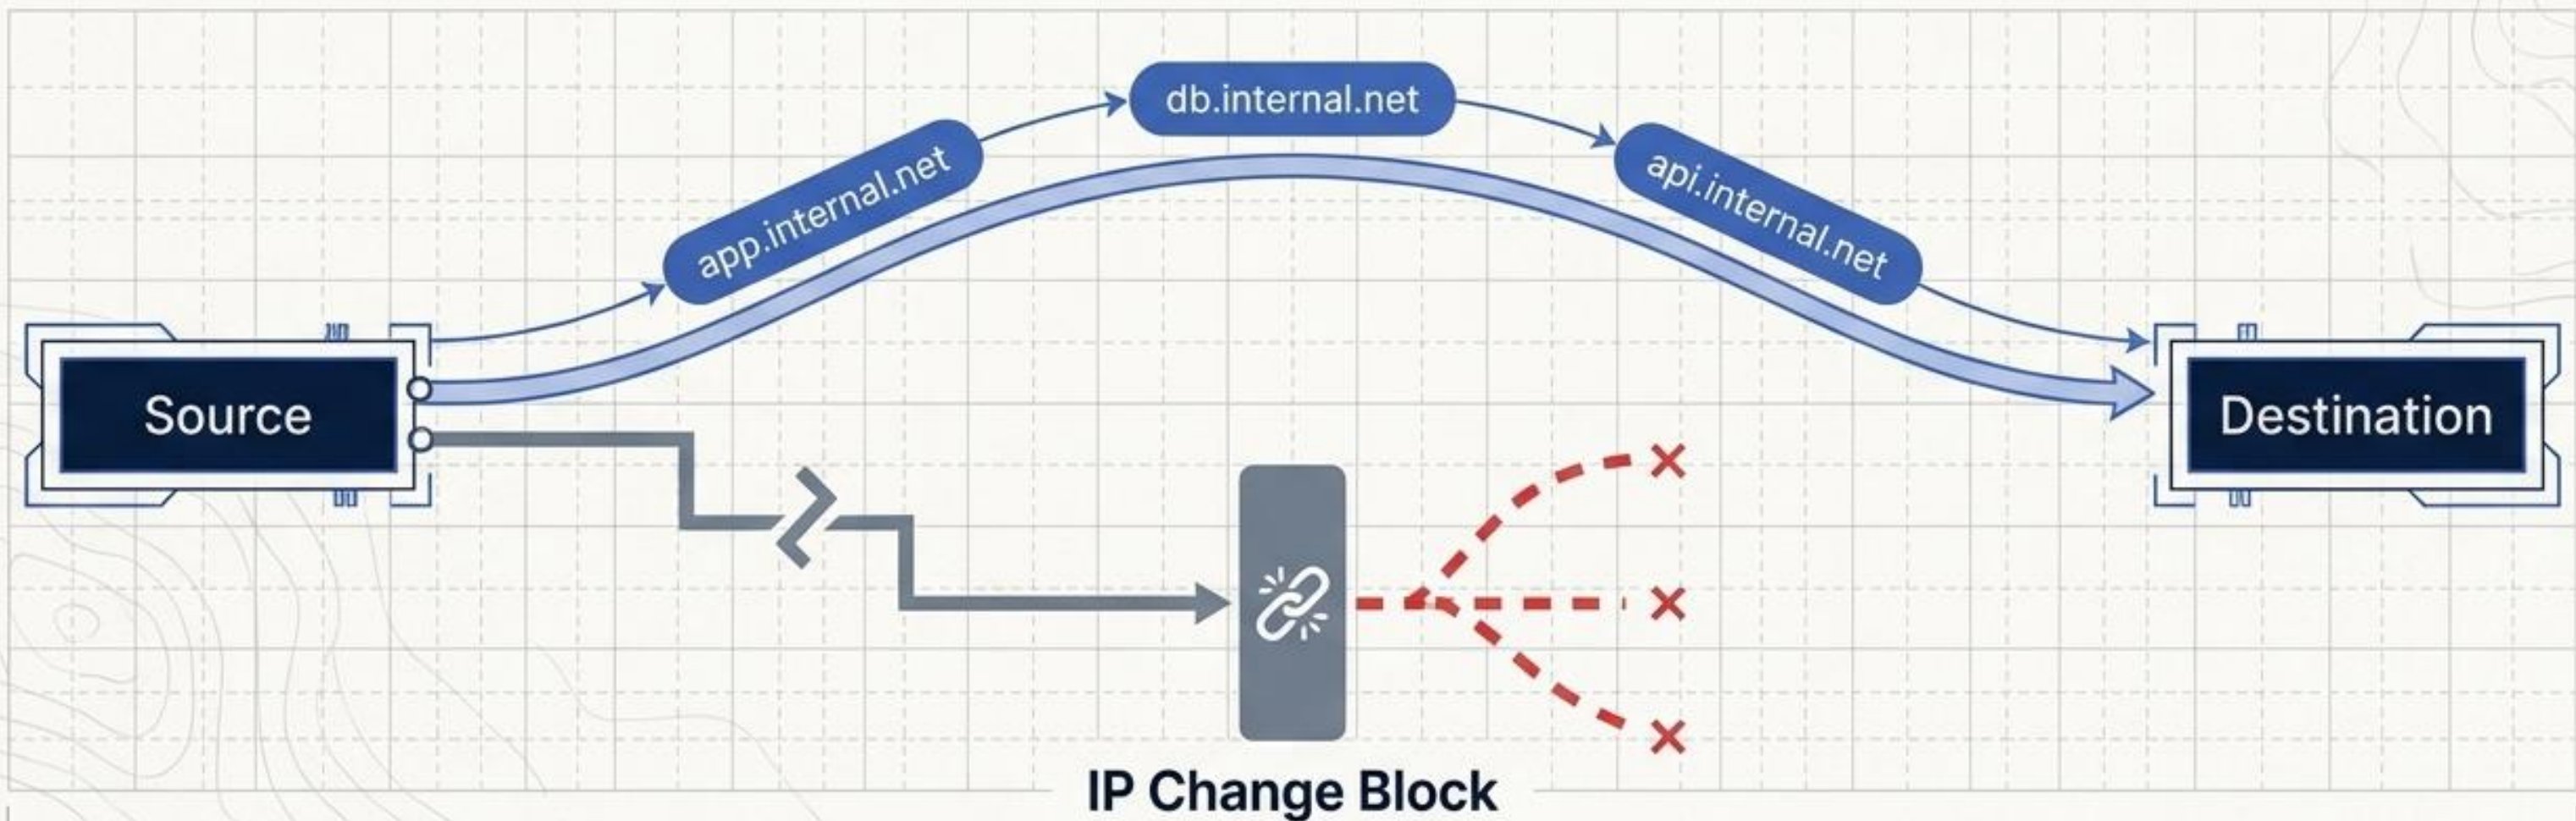 db.internal.net
app.internal.net
api.internal.net
Source
Destination
IP Change Block